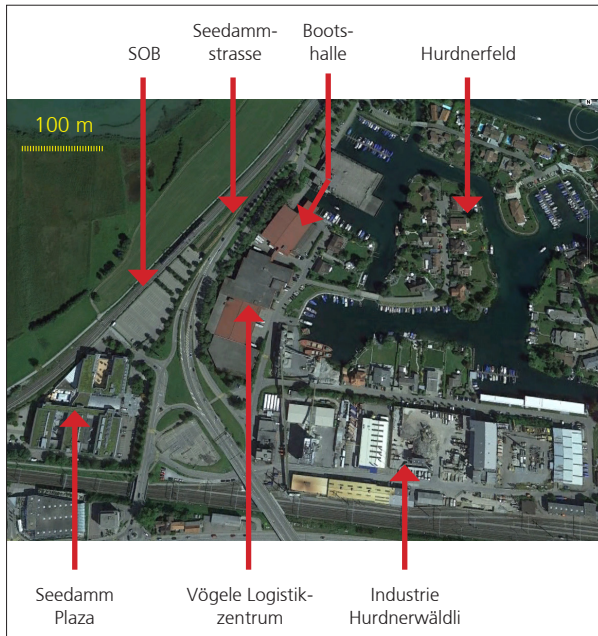 SOB
Seedamm-
strasse
Boots-
halle
Hurdnerfeld
100 m
N
Seedamm
Plaza
Vögele Logistik-
zentrum
Industrie
Hurdnerwäldli